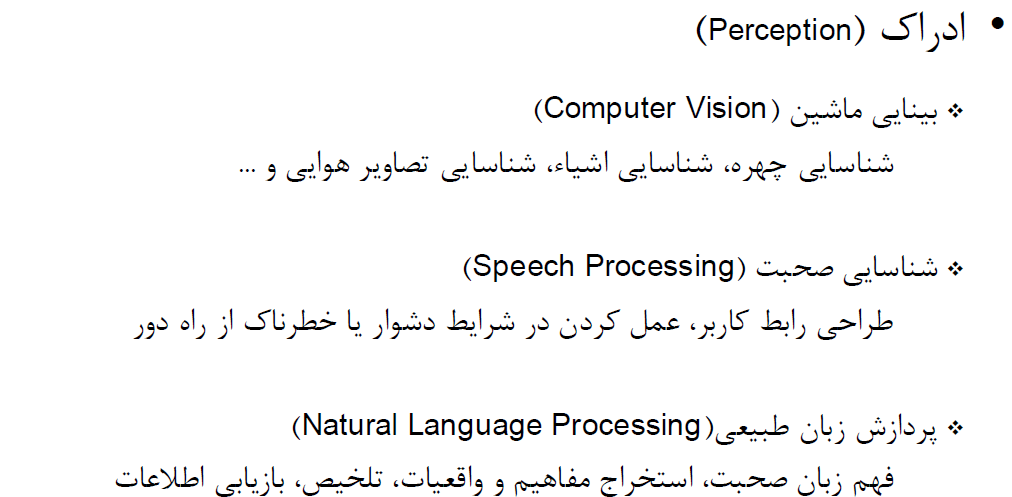 • ادراک (Perception)
❖ بینایی ماشین (Computer Vision)
شناسایی چهره، شناسایی اشیاء، شناسایی تصاویر هوایی و ...
❖ شناسایی صحبت (Speech Processing)
طراحی رابط کاربر، عمل کردن در شرایط دشوار یا خطرناک از راه دور
❖ پردازش زبان طبیعی(Natural Language Processing)
فهم زبان صحبت، استخراج مفاهیم و واقعیات، تلخیص، بازیابی اطلاعات